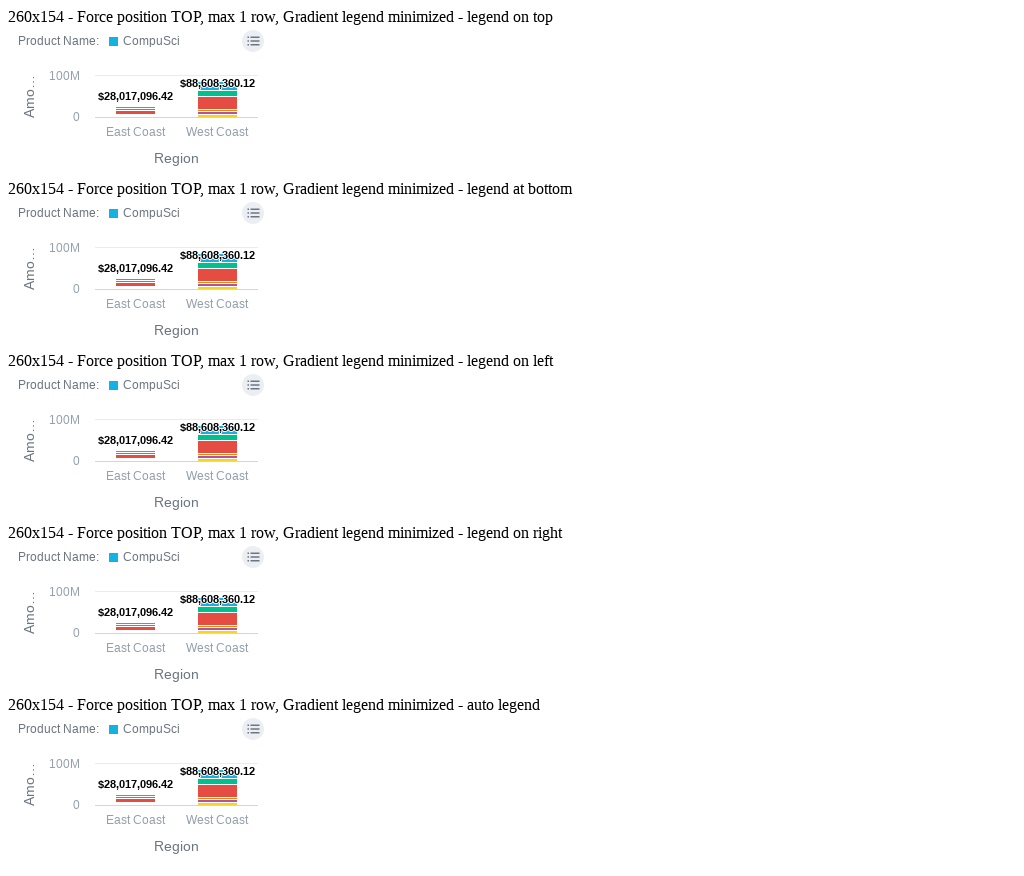 260x154 - Force position TOP, max 1 row, Gradient legend minimized - legend on top
Product Name: CompuSci
Amo...
100M
0
$28,017,096.42
$88,608,360.12
East Coast West Coast
Region
260x154 - Force position TOP, max 1 row, Gradient legend minimized - legend at bottom
Product Name: CompuSci
Amo...
100M
0
$28,017,096.42
$88,608,360.12
East Coast West Coast
Region
260x154 - Force position TOP, max 1 row, Gradient legend minimized - legend on left
Product Name: CompuSci
Amo...
100M
0
$28,017,096.42
$88,608,360.12
East Coast West Coast
Region
260x154 - Force position TOP, max 1 row, Gradient legend minimized - legend on right
Product Name: CompuSci
Amo...
100M
0
$28,017,096.42
$88,608,360.12
East Coast West Coast
Region
260x154 - Force position TOP, max 1 row, Gradient legend minimized - auto legend
Product Name: CompuSci
Amo...
100M
0
$28,017,096.42
$88,608,360.12
East Coast West Coast
Region